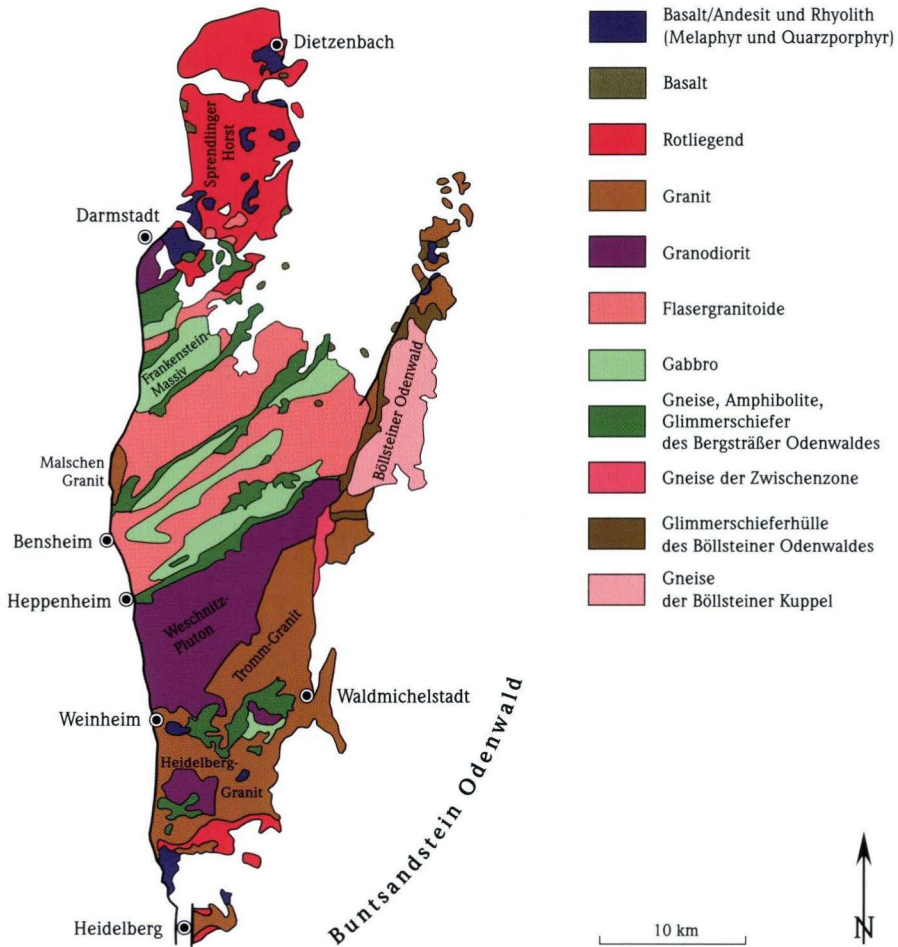 Dietzenbach
Sprendlinger
Horst
Darmstadt
Frankenstein-
Massiv
Böllsteiner Odenwald
Malschen
Granit
Bensheim
Heppenheim
Weschnitz-
Pluton
Tromm-Granit
Waldmichelstadt
Weinheim
Heidelberg-
Granit
Buntsandstein Odenwald
Heidelberg
Basalt/Andesit und Rhyolith
(Melaphyr und Quarzporphyr)
Basalt
Rotliegend
Granit
Granodiorit
Flasergranitoide
Gabbro
Gneise, Amphibolite,
Glimmerschiefer
des Bergsträßer Odenwaldes
Gneise der Zwischenzone
Glimmerschieferhülle
des Böllsteiner Odenwaldes
Gneise
der Böllsteiner Kuppel
10 km
N